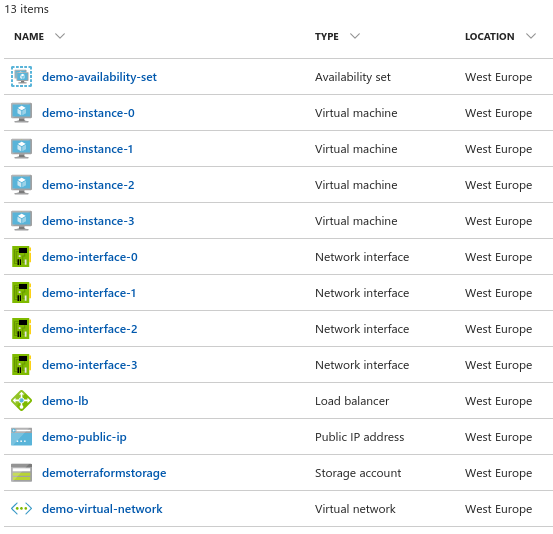 13 items
NAME TYPE LOCATION
demo-availability-set Availability set West Europe
demo-instance-0 Virtual machine West Europe
demo-instance-1 Virtual machine West Europe
demo-instance-2 Virtual machine West Europe
demo-instance-3 Virtual machine West Europe
demo-interface-0 Network interface West Europe
demo-interface-1 Network interface West Europe
demo-interface-2 Network interface West Europe
demo-interface-3 Network interface West Europe
demo-lb Load balancer West Europe
demo-public-ip Public IP address West Europe
demoterraformstorage Storage account West Europe
demo-virtual-network Virtual network West Europe